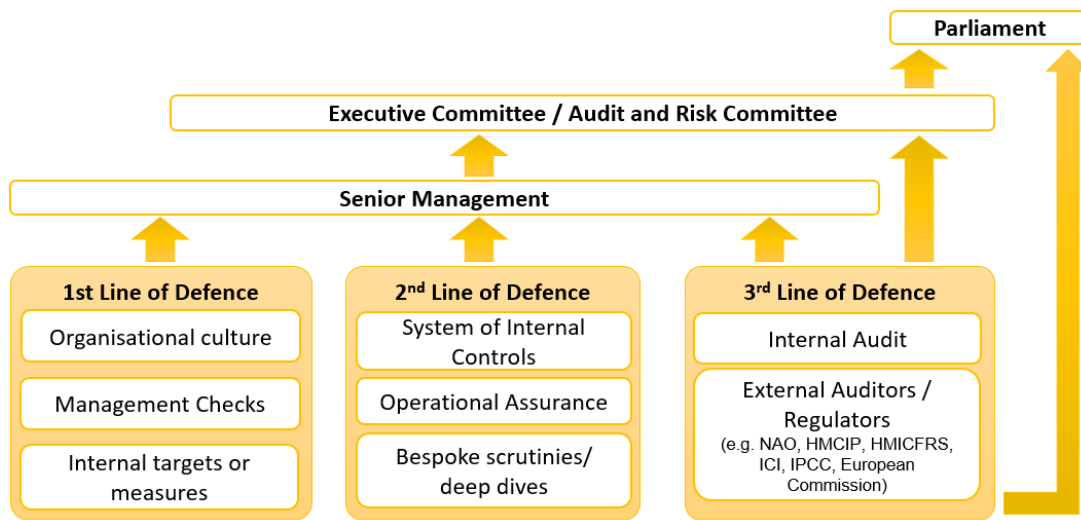 Parliament
Executive Committee / Audit and Risk Committee
Senior Management
1st Line of Defence
Organisational culture
Management Checks
Internal targets or
measures
2nd Line of Defence
System of Internal
Controls
Operational Assurance
Bespoke scrutinies/
deep dives
3rd Line of Defence
Internal Audit
External Auditors /
Regulators
(e.g. NAO, HMCIP, HMICFRS,
ICI, IPCC, European
Commission)